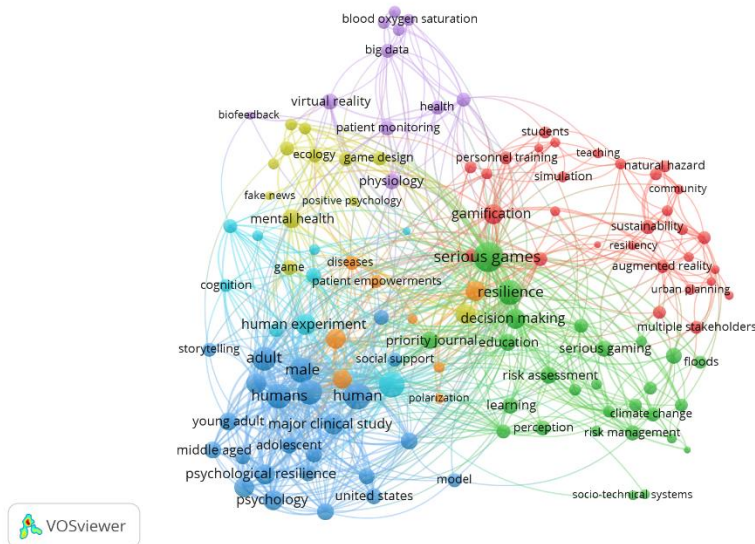 blood oxygen saturation
big data
virtual reality
health
biofeedback
patient monitoring
students
ecology
game design
personnel training
teaching
natural hazard
simulation
physiology
community
fake news
positive psychology
mental health
gamification
sustainability
resiliency
serious games
diseases
game
augmented reality
cognition
patient empowerments
resilience
urban planning
human experiment
decision making
multiple stakeholders
priority journal
education
storytelling
adult
serious gaming
social support
floods
male
risk assessment
humans
human
polarization
learning
climate change
young adult
major clinical study
perception
risk management
middle aged
adolescent
psychological resilience
model
psychology
united states
socio-technical systems
VOSviewer